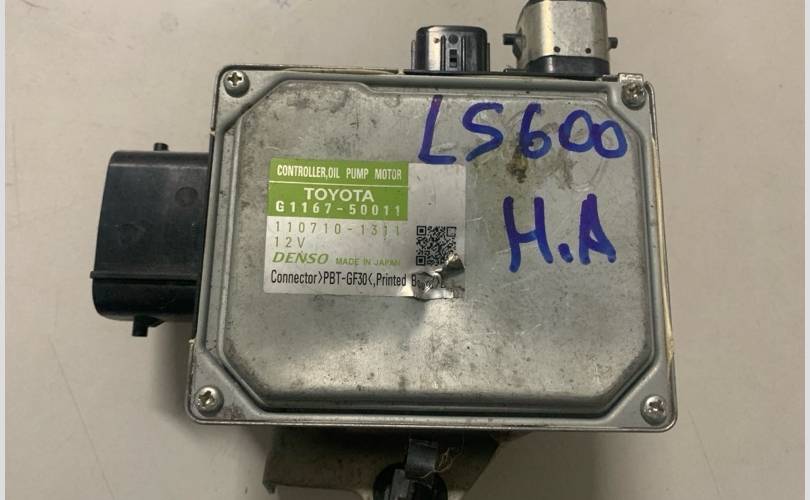 LS600
H.A
CONTROLLER,OIL PUMP MOTOR
TOYOTA
G1167-50011
110710-1311
12V
DENSO MADE IN JAPAN
Connector>PBT-GF30<,Printed